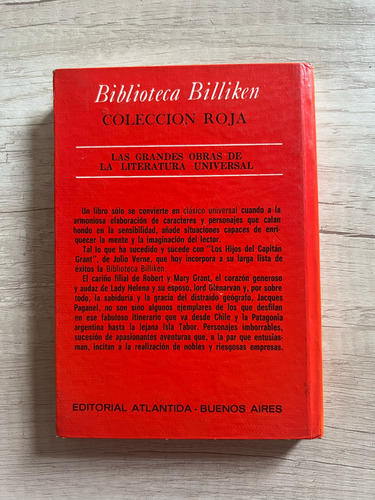 Biblioteca Billiken
COLECCION ROJA
LAS GRANDES OBRAS DE
LA LITERATURA UNIVERSAL
Un libro sólo se convierte en clásico universal cuando a la
armoniosa elaboración de caracteres y personajes que calan
hondo en la sensibilidad, añade situaciones capaces de enri-
quecer la mente y la imaginación del lector.
Tal lo que ha sucedido y sucede con "Los Hijos del Capitán
Grant", de Julio Verne, que hoy incorpora a su larga lista de
éxitos la Biblioteca Billiken.
El cariño filial de Robert y Mary Grant, el corazón generoso
y audaz de Lady Helena y su esposo, lord Glenarvan y, por sobre
todo, la sabiduría y la gracia del distraído geógrafo, Jacques
Paganel, no son sino algunos ejemplares de los que desfilan
en ese fabuloso itinerario que va desde Chile y la Patagonia
argentina hasta la lejana Isla Tabor. Personajes imborrables,
sucesión de apasionantes aventuras que, a la par que entusias-
man, incitan a la realización de nobles y riesgosas empresas.
EDITORIAL ATLANTIDA - BUENOS AIRES